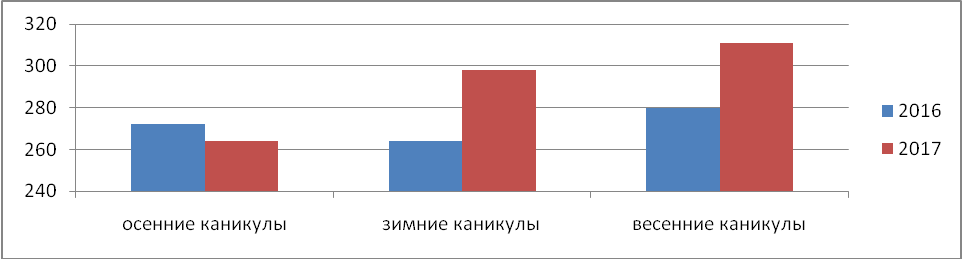 320
300
280
260
240
осенние каникулы
зимние каникулы
весенние каникулы
2016
2017